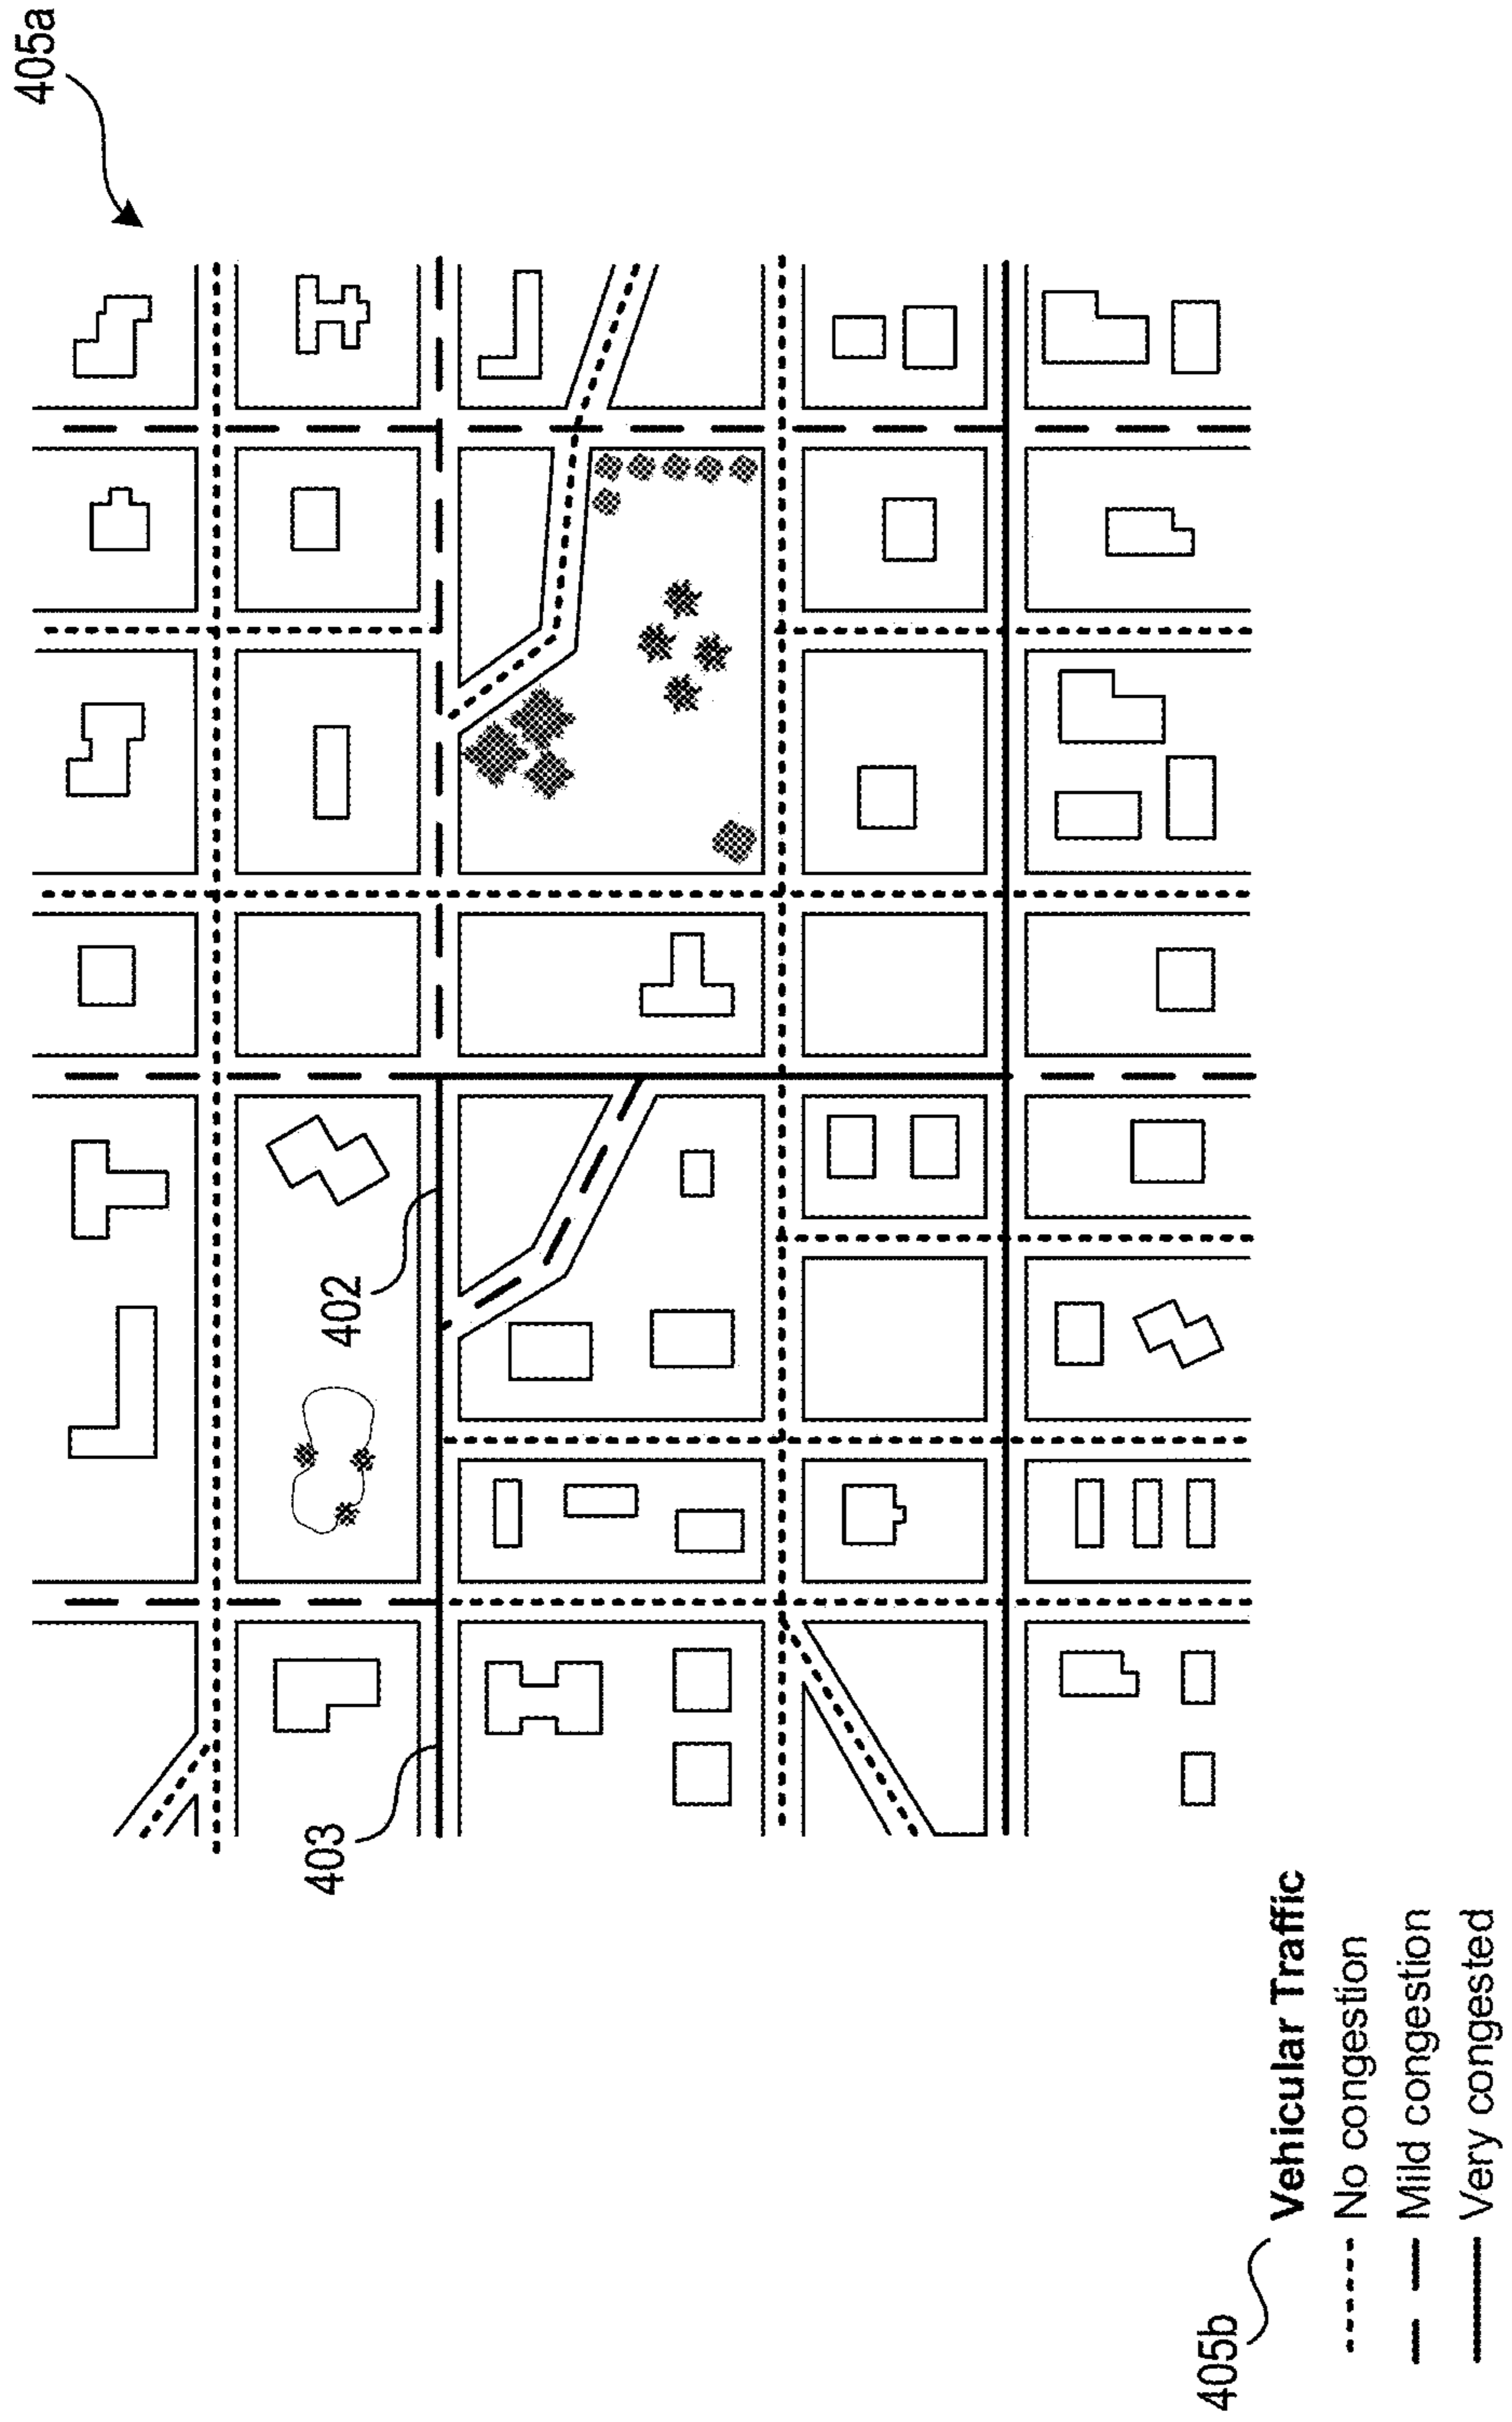 405a
402
403
405b
Vehicular Traffic
No congestion
Mild congestion
Very congested